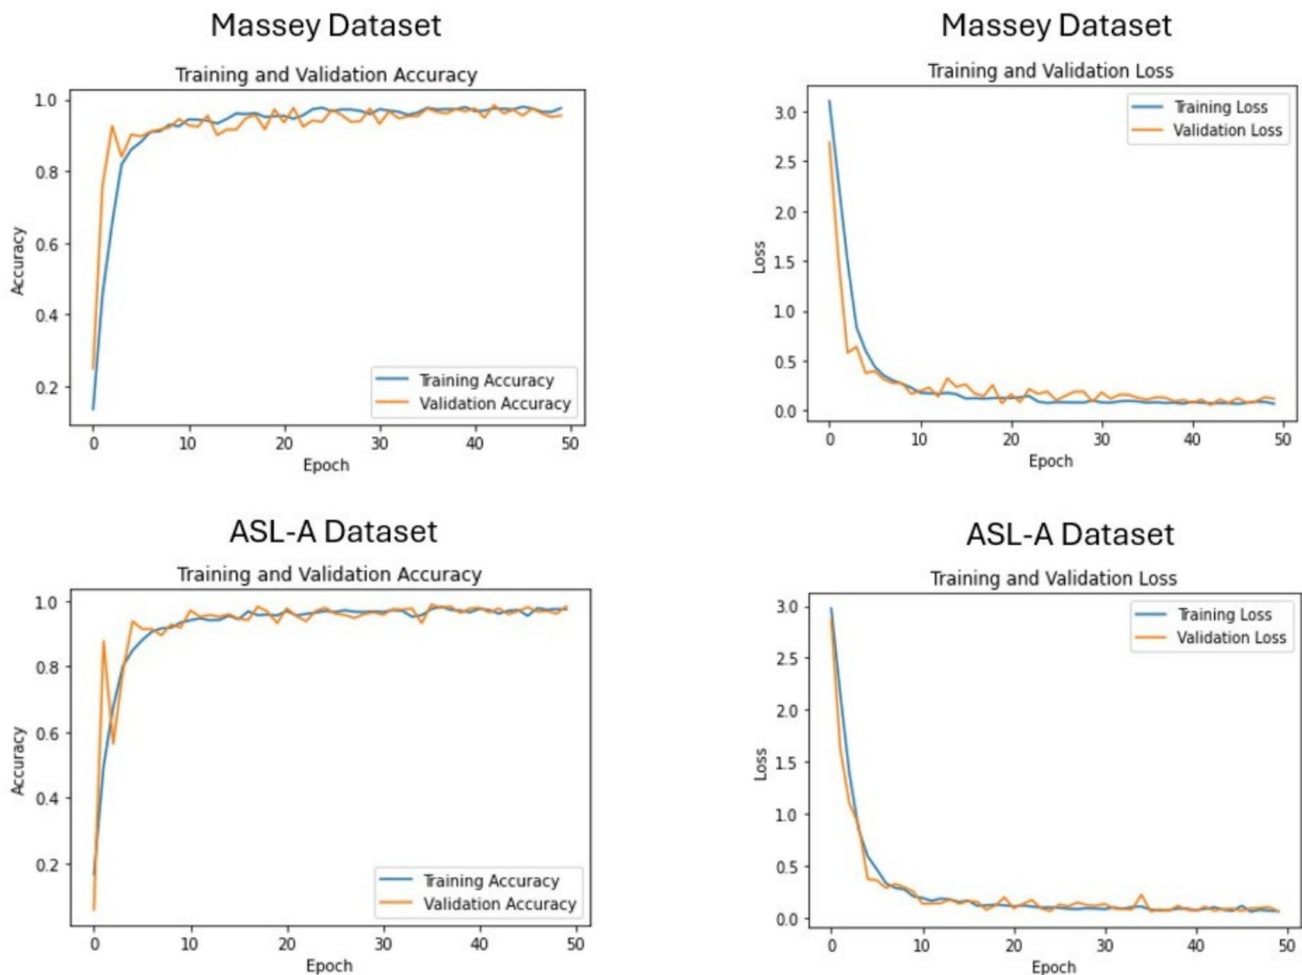 Massey Dataset
Training and Validation Accuracy
1.0
0.8
0.6
0.4
0.2
Accuracy
Training Accuracy
Validation Accuracy
0 10 20 30 40 50
Epoch
Massey Dataset
Training and Validation Loss
3.0
2.5
2.0
1.5
1.0
0.5
0.0
Loss
Training Loss
Validation Loss
0 10 20 30 40 50
Epoch
ASL-A Dataset
Training and Validation Accuracy
1.0
0.8
0.6
0.4
0.2
Accuracy
Training Accuracy
Validation Accuracy
0 10 20 30 40 50
Epoch
ASL-A Dataset
Training and Validation Loss
3.0
2.5
2.0
1.5
1.0
0.5
0.0
Loss
Training Loss
Validation Loss
0 10 20 30 40 50
Epoch